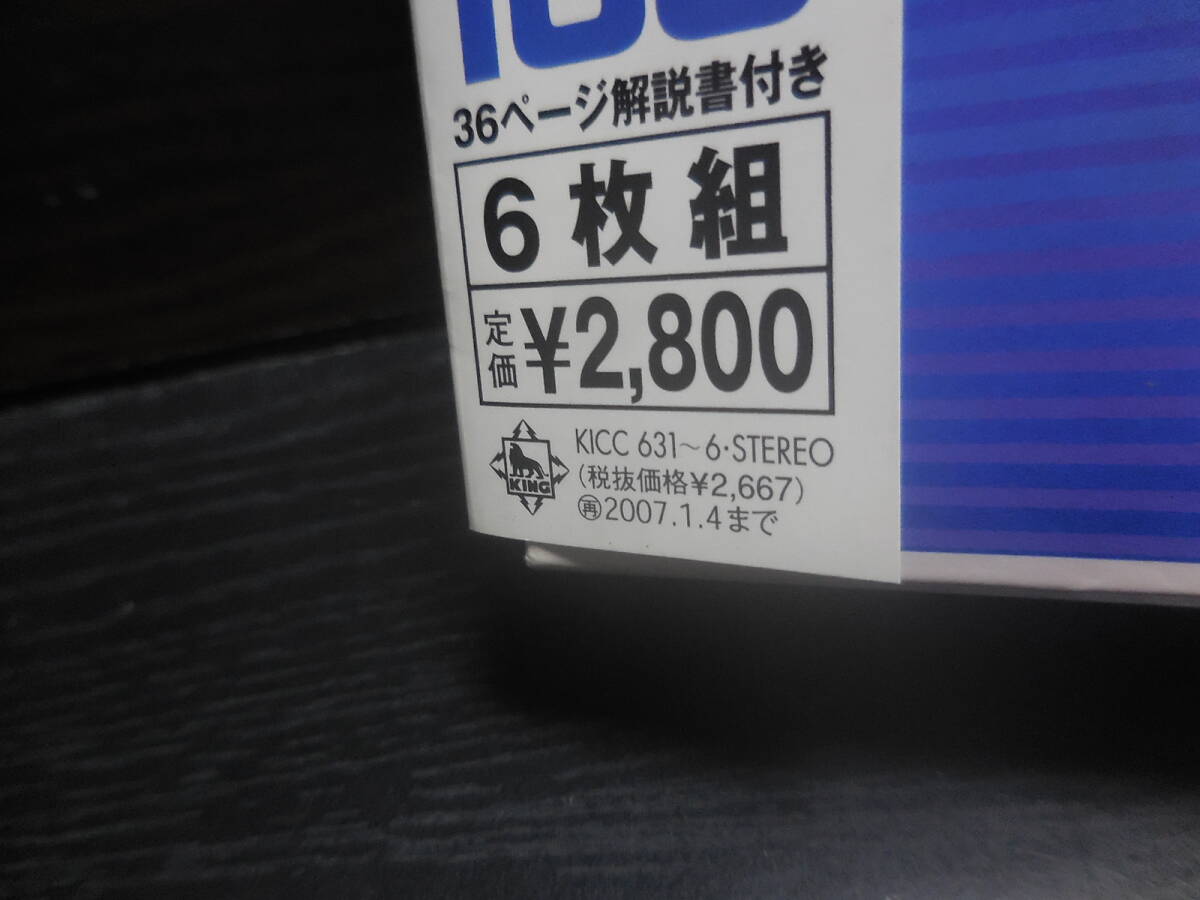 100
36ページ解説書付き
6枚組
定価 ¥2,800
KING
KICC 631～6・STEREO
(税抜価格¥2,667)
㊢2007.1.4まで